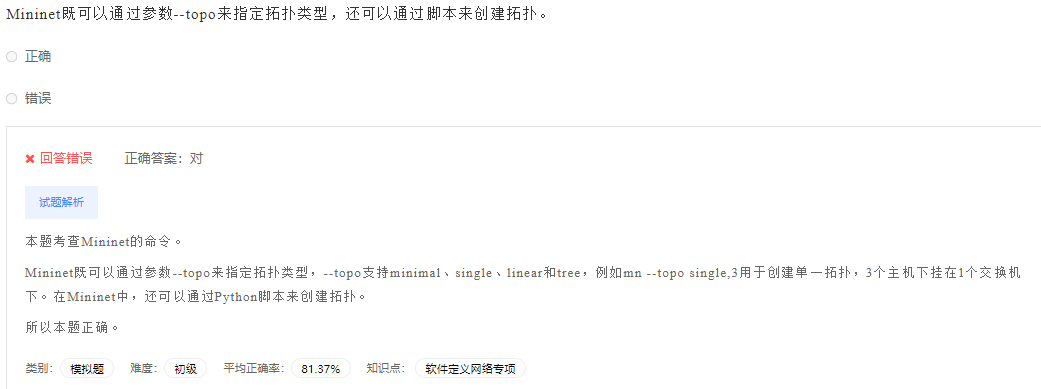 Mininet既可以通过参数--topo来指定拓扑类型，还可以通过脚本来创建拓扑。
正确
错误
✖ 回答错误 正确答案：对
试题解析
本题考查Mininet的命令。
Mininet既可以通过参数--topo来指定拓扑类型，--topo支持minimal、single、linear和tree，例如mn --topo single,3用于创建单一拓扑，3个主机下挂在1个交换机
下。在Mininet中，还可以通过Python脚本来创建拓扑。
所以本题正确。
类别： 模拟题 难度： 初级 平均正确率： 81.37% 知识点： 软件定义网络专项